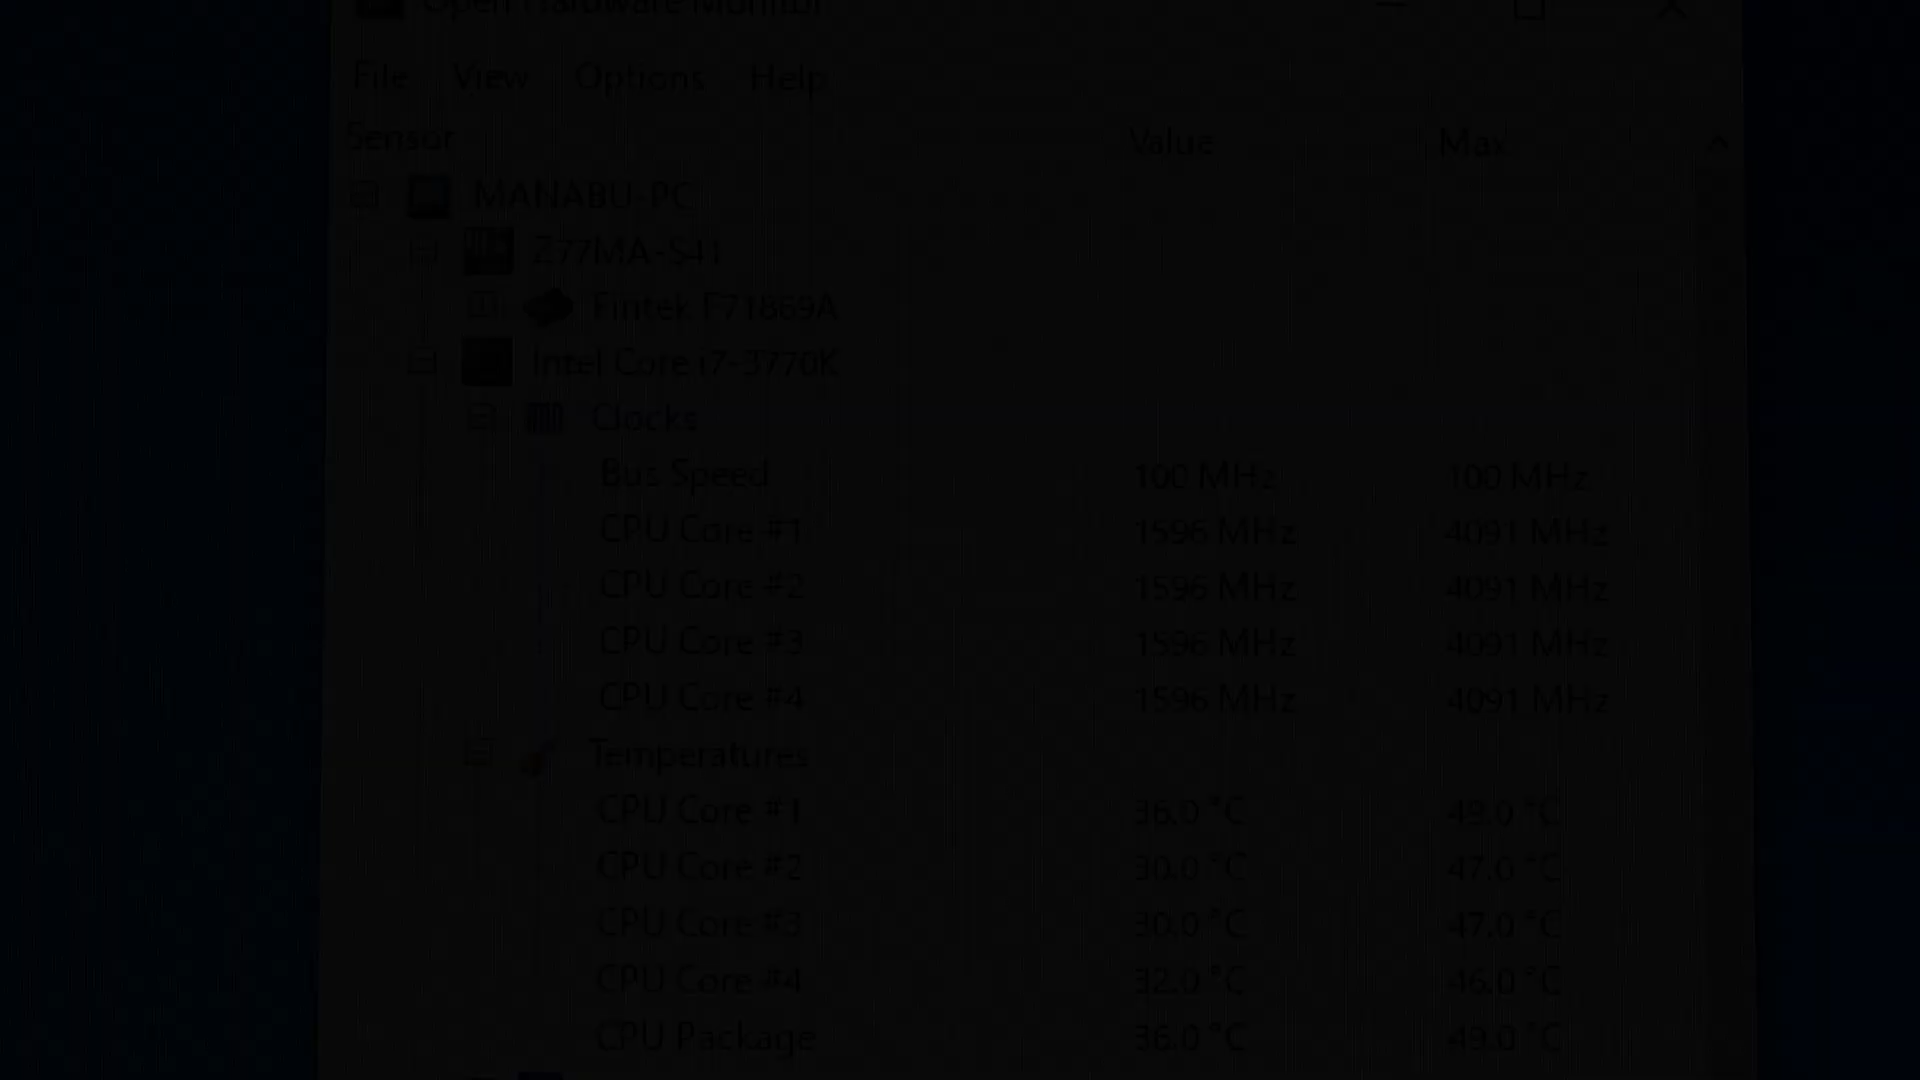 Open Hardware Monitor
File View Options Help
Sensor Value Max
MANABU-PC
Z77MA-S41
Fintek F71869A
Intel Core i7-3770K
Clocks
Bus Speed 100 MHz 100 MHz
CPU Core #1 1596 MHz 4091 MHz
CPU Core #2 1596 MHz 4091 MHz
CPU Core #3 1596 MHz 4091 MHz
CPU Core #4 1596 MHz 4091 MHz
Temperatures
CPU Core #1 36.0 °C 49.0 °C
CPU Core #2 30.0 °C 47.0 °C
CPU Core #3 30.0 °C 47.0 °C
CPU Core #4 32.0 °C 46.0 °C
CPU Package 36.0 °C 49.0 °C